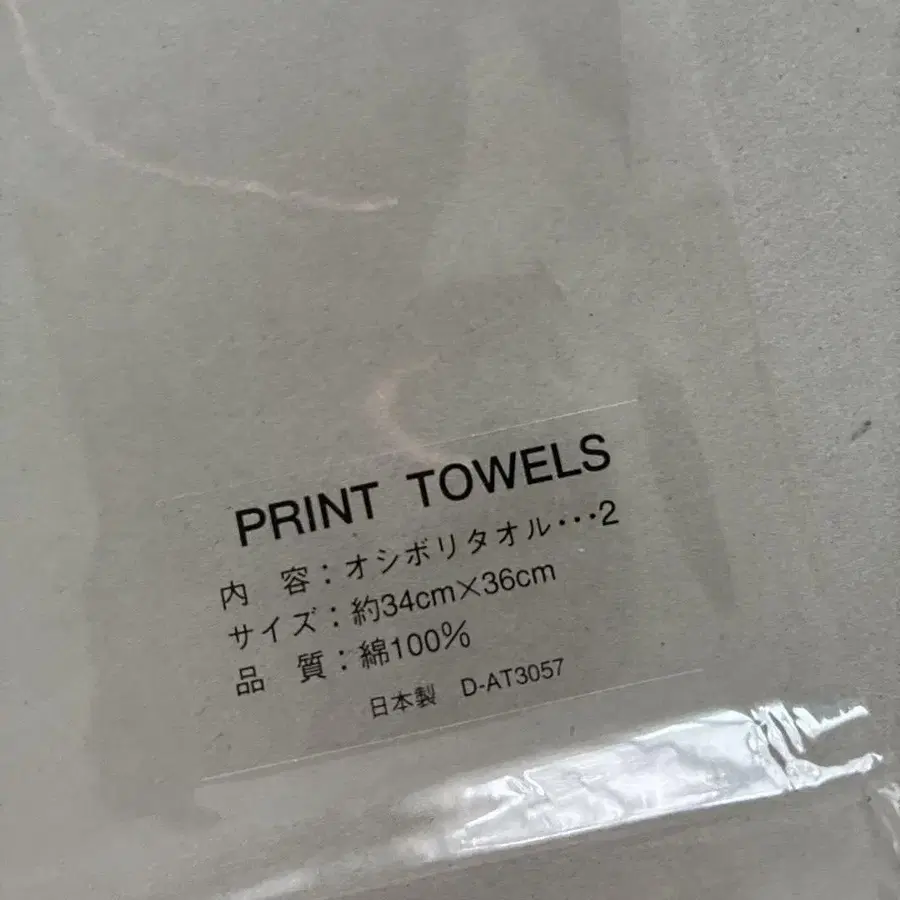 PRINT TOWELS
内　容：オシボリタオル･･･2
サイズ：約34cm×36cm
品　質：綿100%
日本製　D-AT3057